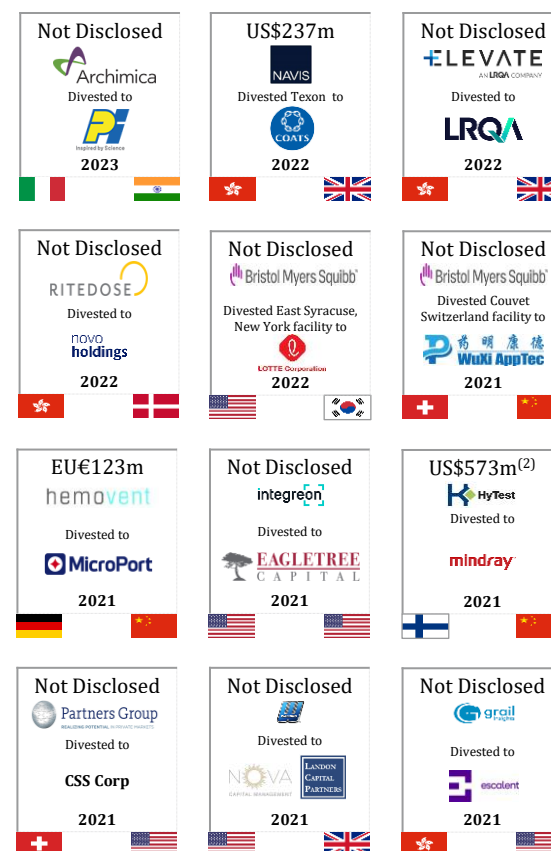 Not Disclosed
Archimica
Divested to
Pi
Inspired by Science
2023
US$237m
NAVIS
Divested Texon to
COATS
2022
Not Disclosed
ELEVATE
AN LRQA COMPANY
Divested to
LRQA
2022
Not Disclosed
RITEDOSE
Divested to
novo
holdings
2022
Not Disclosed
Bristol Myers Squibb
Divested East Syracuse,
New York facility to
LOTTE Corporation
2022
Not Disclosed
Bristol Myers Squibb
Divested Couvet
Switzerland facility to
药明康德
WuXi AppTec
2021
EU€123m
hemovent
Divested to
MicroPort
2021
Not Disclosed
integreon
Divested to
EAGLETREE
CAPITAL
2021
US$573m(2)
HyTest
Divested to
mindray
2021
Not Disclosed
Partners Group
REALIZING POTENTIAL IN PRIVATE MARKETS
Divested to
CSS Corp
2021
Not Disclosed
Divested to
NOVA
CAPITAL MANAGEMENT
LANDON
CAPITAL
PARTNERS
2021
Not Disclosed
grail
insights
Divested to
escalent
2021